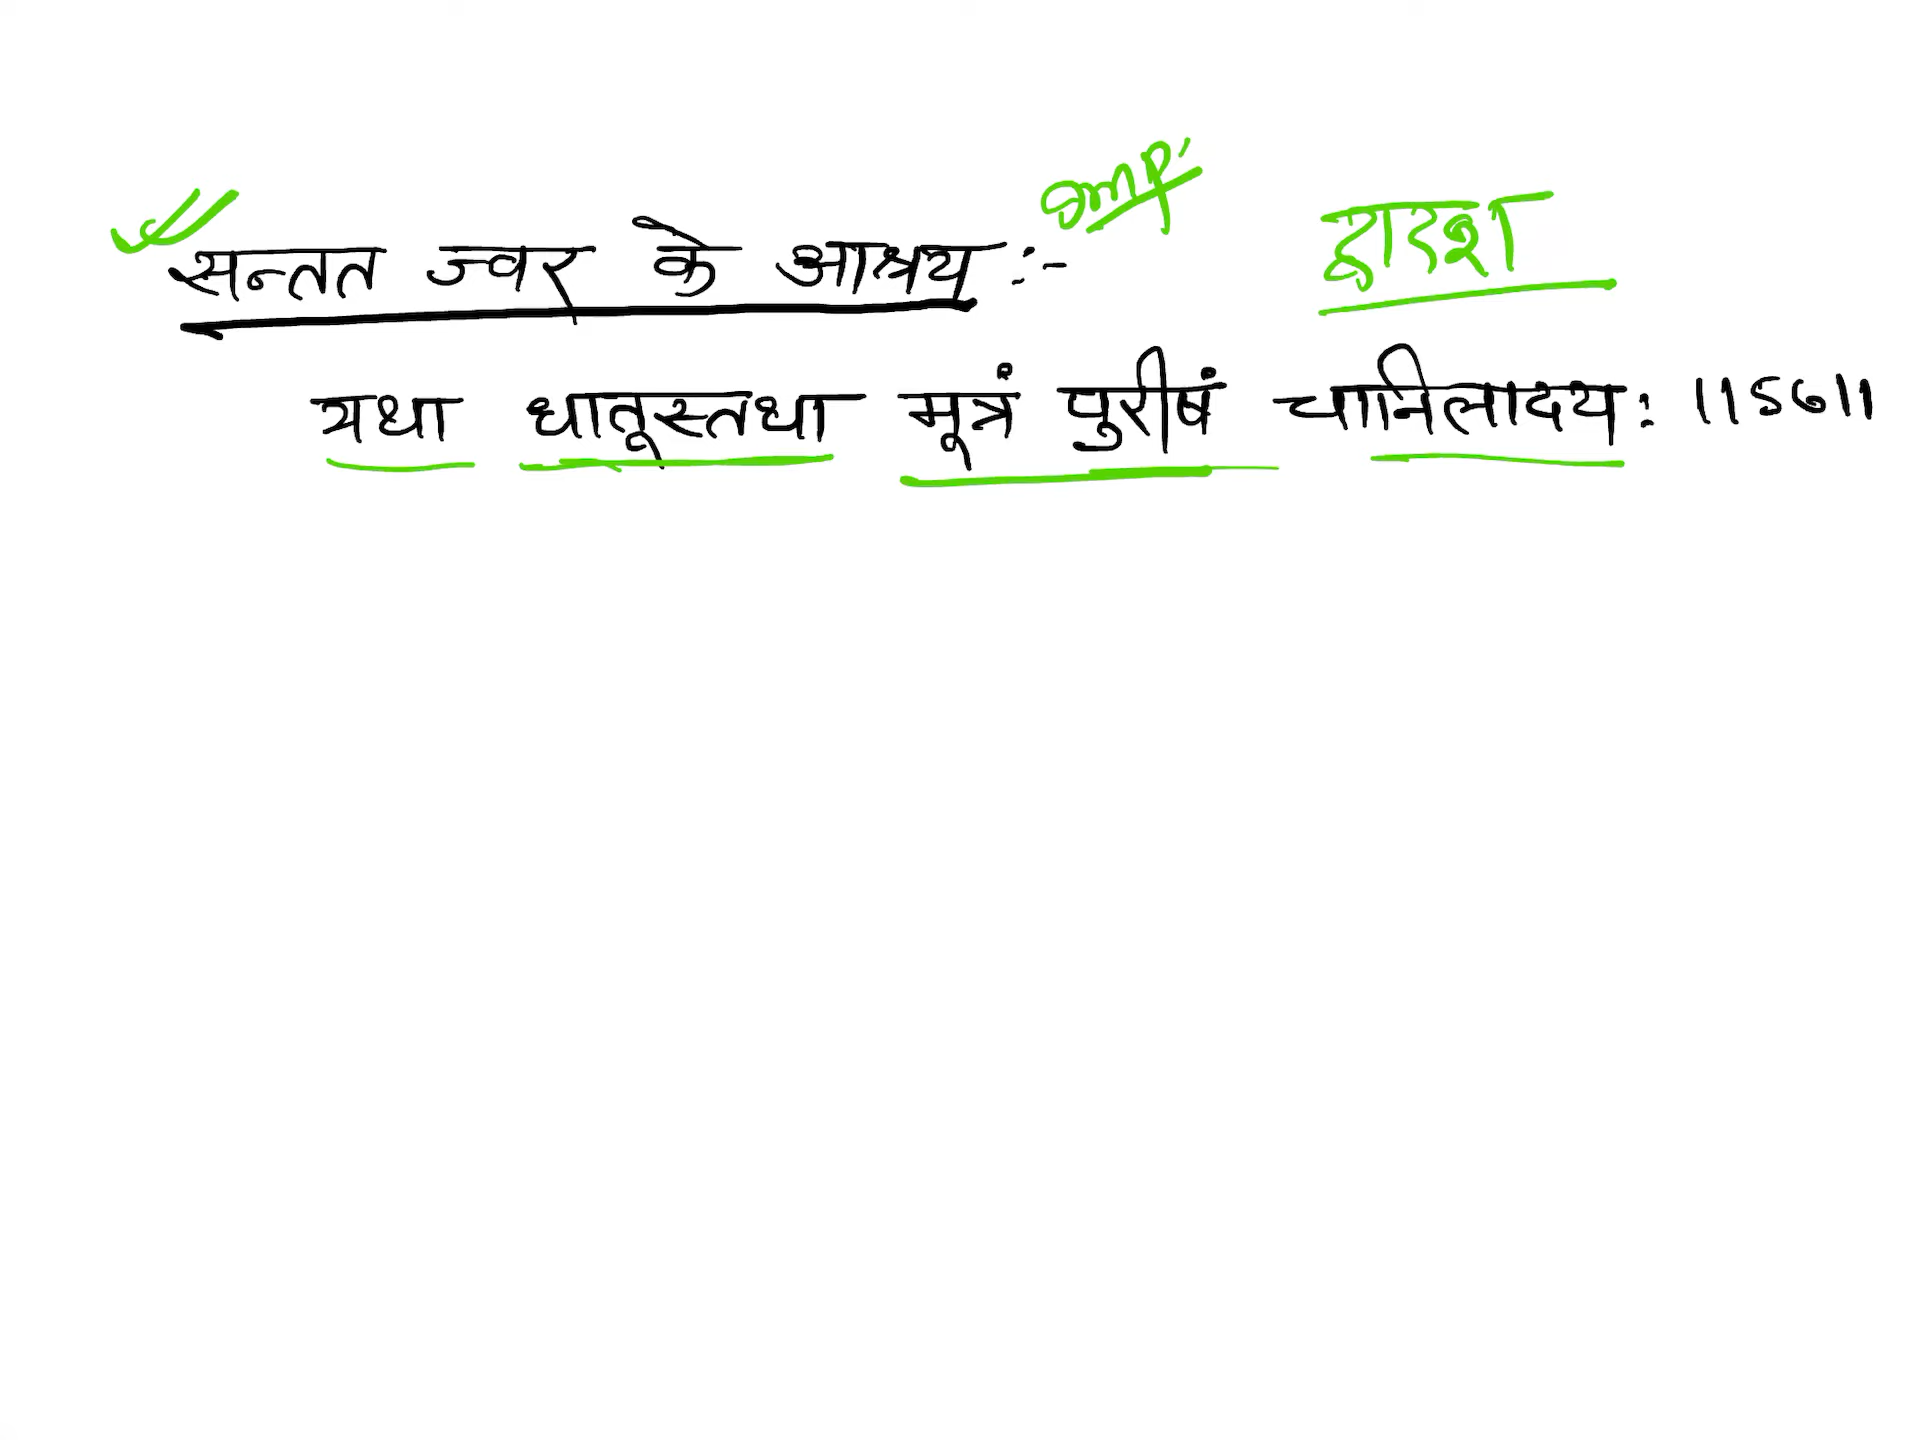 सन्तत ज्वर के आश्रय :- Imp. द्वादश
यथा धातूस्तथा मूत्रं पुरीषं चानिलादयः ॥56॥